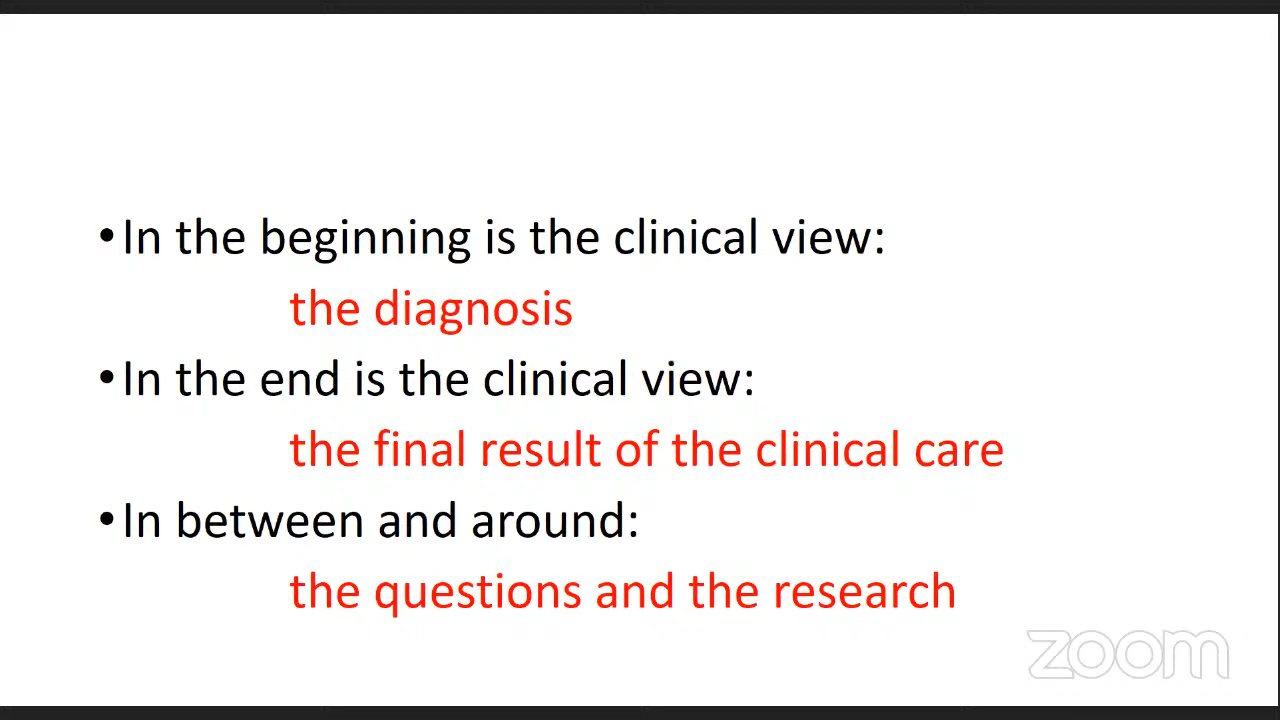 •In the beginning is the clinical view:
the diagnosis
•In the end is the clinical view:
the final result of the clinical care
•In between and around:
the questions and the research
zoom